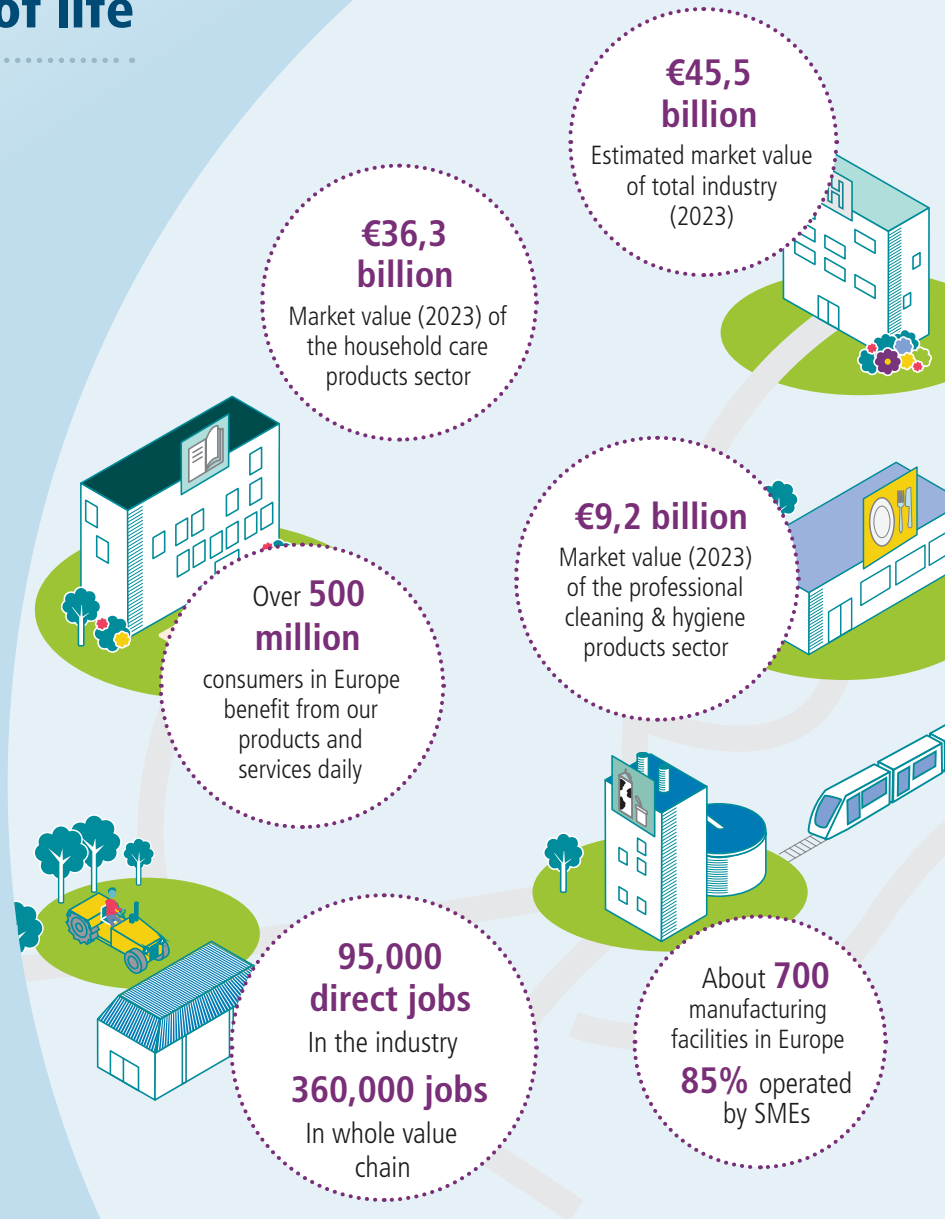 of life
€45,5
billion
Estimated market value
of total industry
(2023)
€36,3
billion
Market value (2023) of
the household care
products sector
€9,2 billion
Market value (2023)
of the professional
cleaning & hygiene
products sector
Over 500
million
consumers in Europe
benefit from our
products and
services daily
95,000
direct jobs
In the industry
360,000 jobs
In whole value
chain
About 700
manufacturing
facilities in Europe
85% operated
by SMEs
H